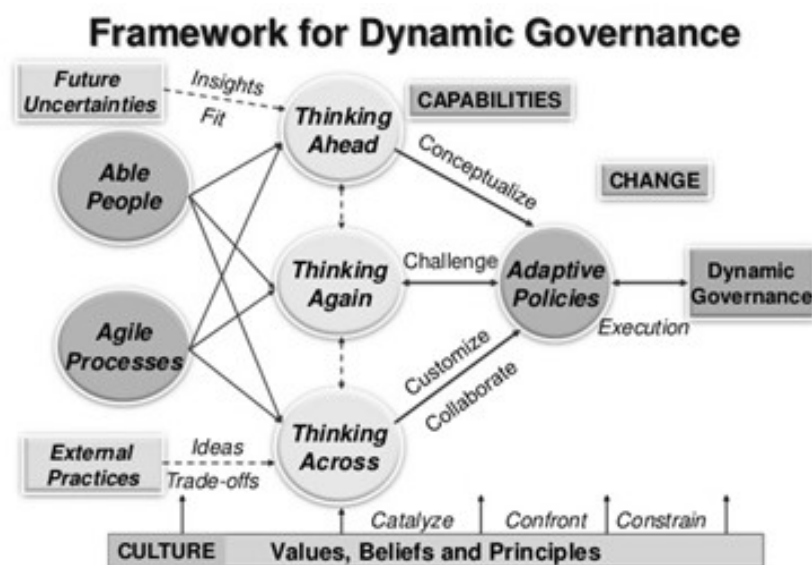 Framework for Dynamic Governance
Future
Uncertainties
Insights
Fit
Thinking
Ahead
CAPABILITIES
Able
People
Conceptualize
CHANGE
Thinking
Again
Challenge
Adaptive
Policies
Dynamic
Governance
Execution
Agile
Processes
Customize
Collaborate
External
Practices
Ideas
Trade-offs
Thinking
Across
Catalyze
Confront
Constrain
CULTURE
Values, Beliefs and Principles